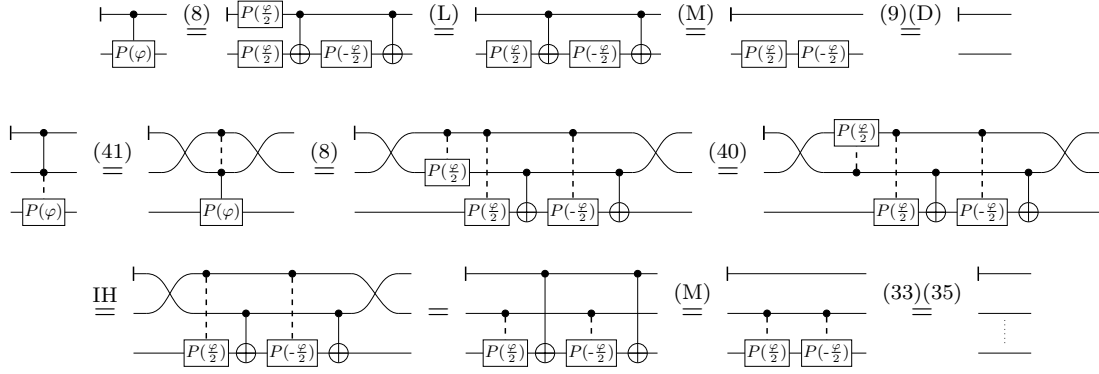 P(φ) (8)= P(φ/2) P(φ/2) P(-φ/2) (L)= P(φ/2) P(-φ/2) (M)= P(φ/2) P(-φ/2) (9)(D)=
P(φ) (41)= P(φ) (8)= P(φ/2) P(φ/2) P(-φ/2) (40)= P(φ/2) P(φ/2) P(-φ/2)
IH= P(φ/2) P(-φ/2) = P(φ/2) P(-φ/2) (M)= P(φ/2) P(-φ/2) (33)(35)=